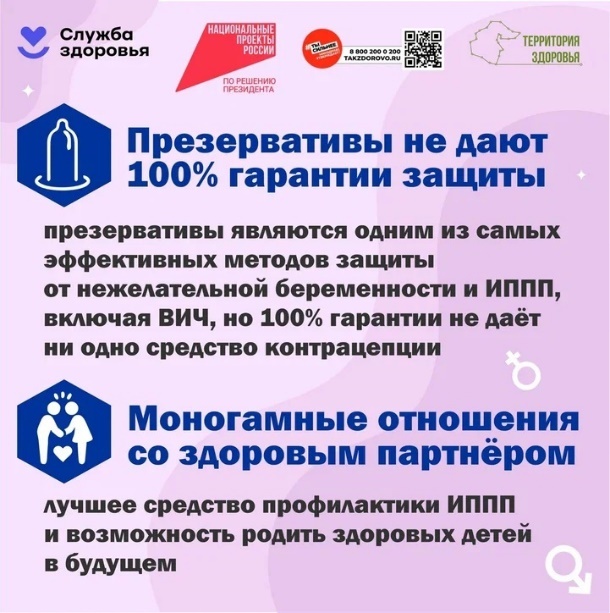 Служба
здоровья
НАЦИОНАЛЬНЫЕ
ПРОЕКТЫ
РОССИИ
ПО РЕШЕНИЮ
ПРЕЗИДЕНТА
#ТЫ
СИЛЬНЕЕ
8 800 200 0 200
TAKZDOROVO.RU
ТЕРРИТОРИЯ
ЗДОРОВЬЯ
Презервативы не дают
100% гарантии защиты
презервативы являются одним из самых
эффективных методов защиты
от нежелательной беременности и ИППП,
включая ВИЧ, но 100% гарантии не даёт
ни одно средство контрацепции
Моногамные отношения
со здоровым партнёром
лучшее средство профилактики ИППП
и возможность родить здоровых детей
в будущем